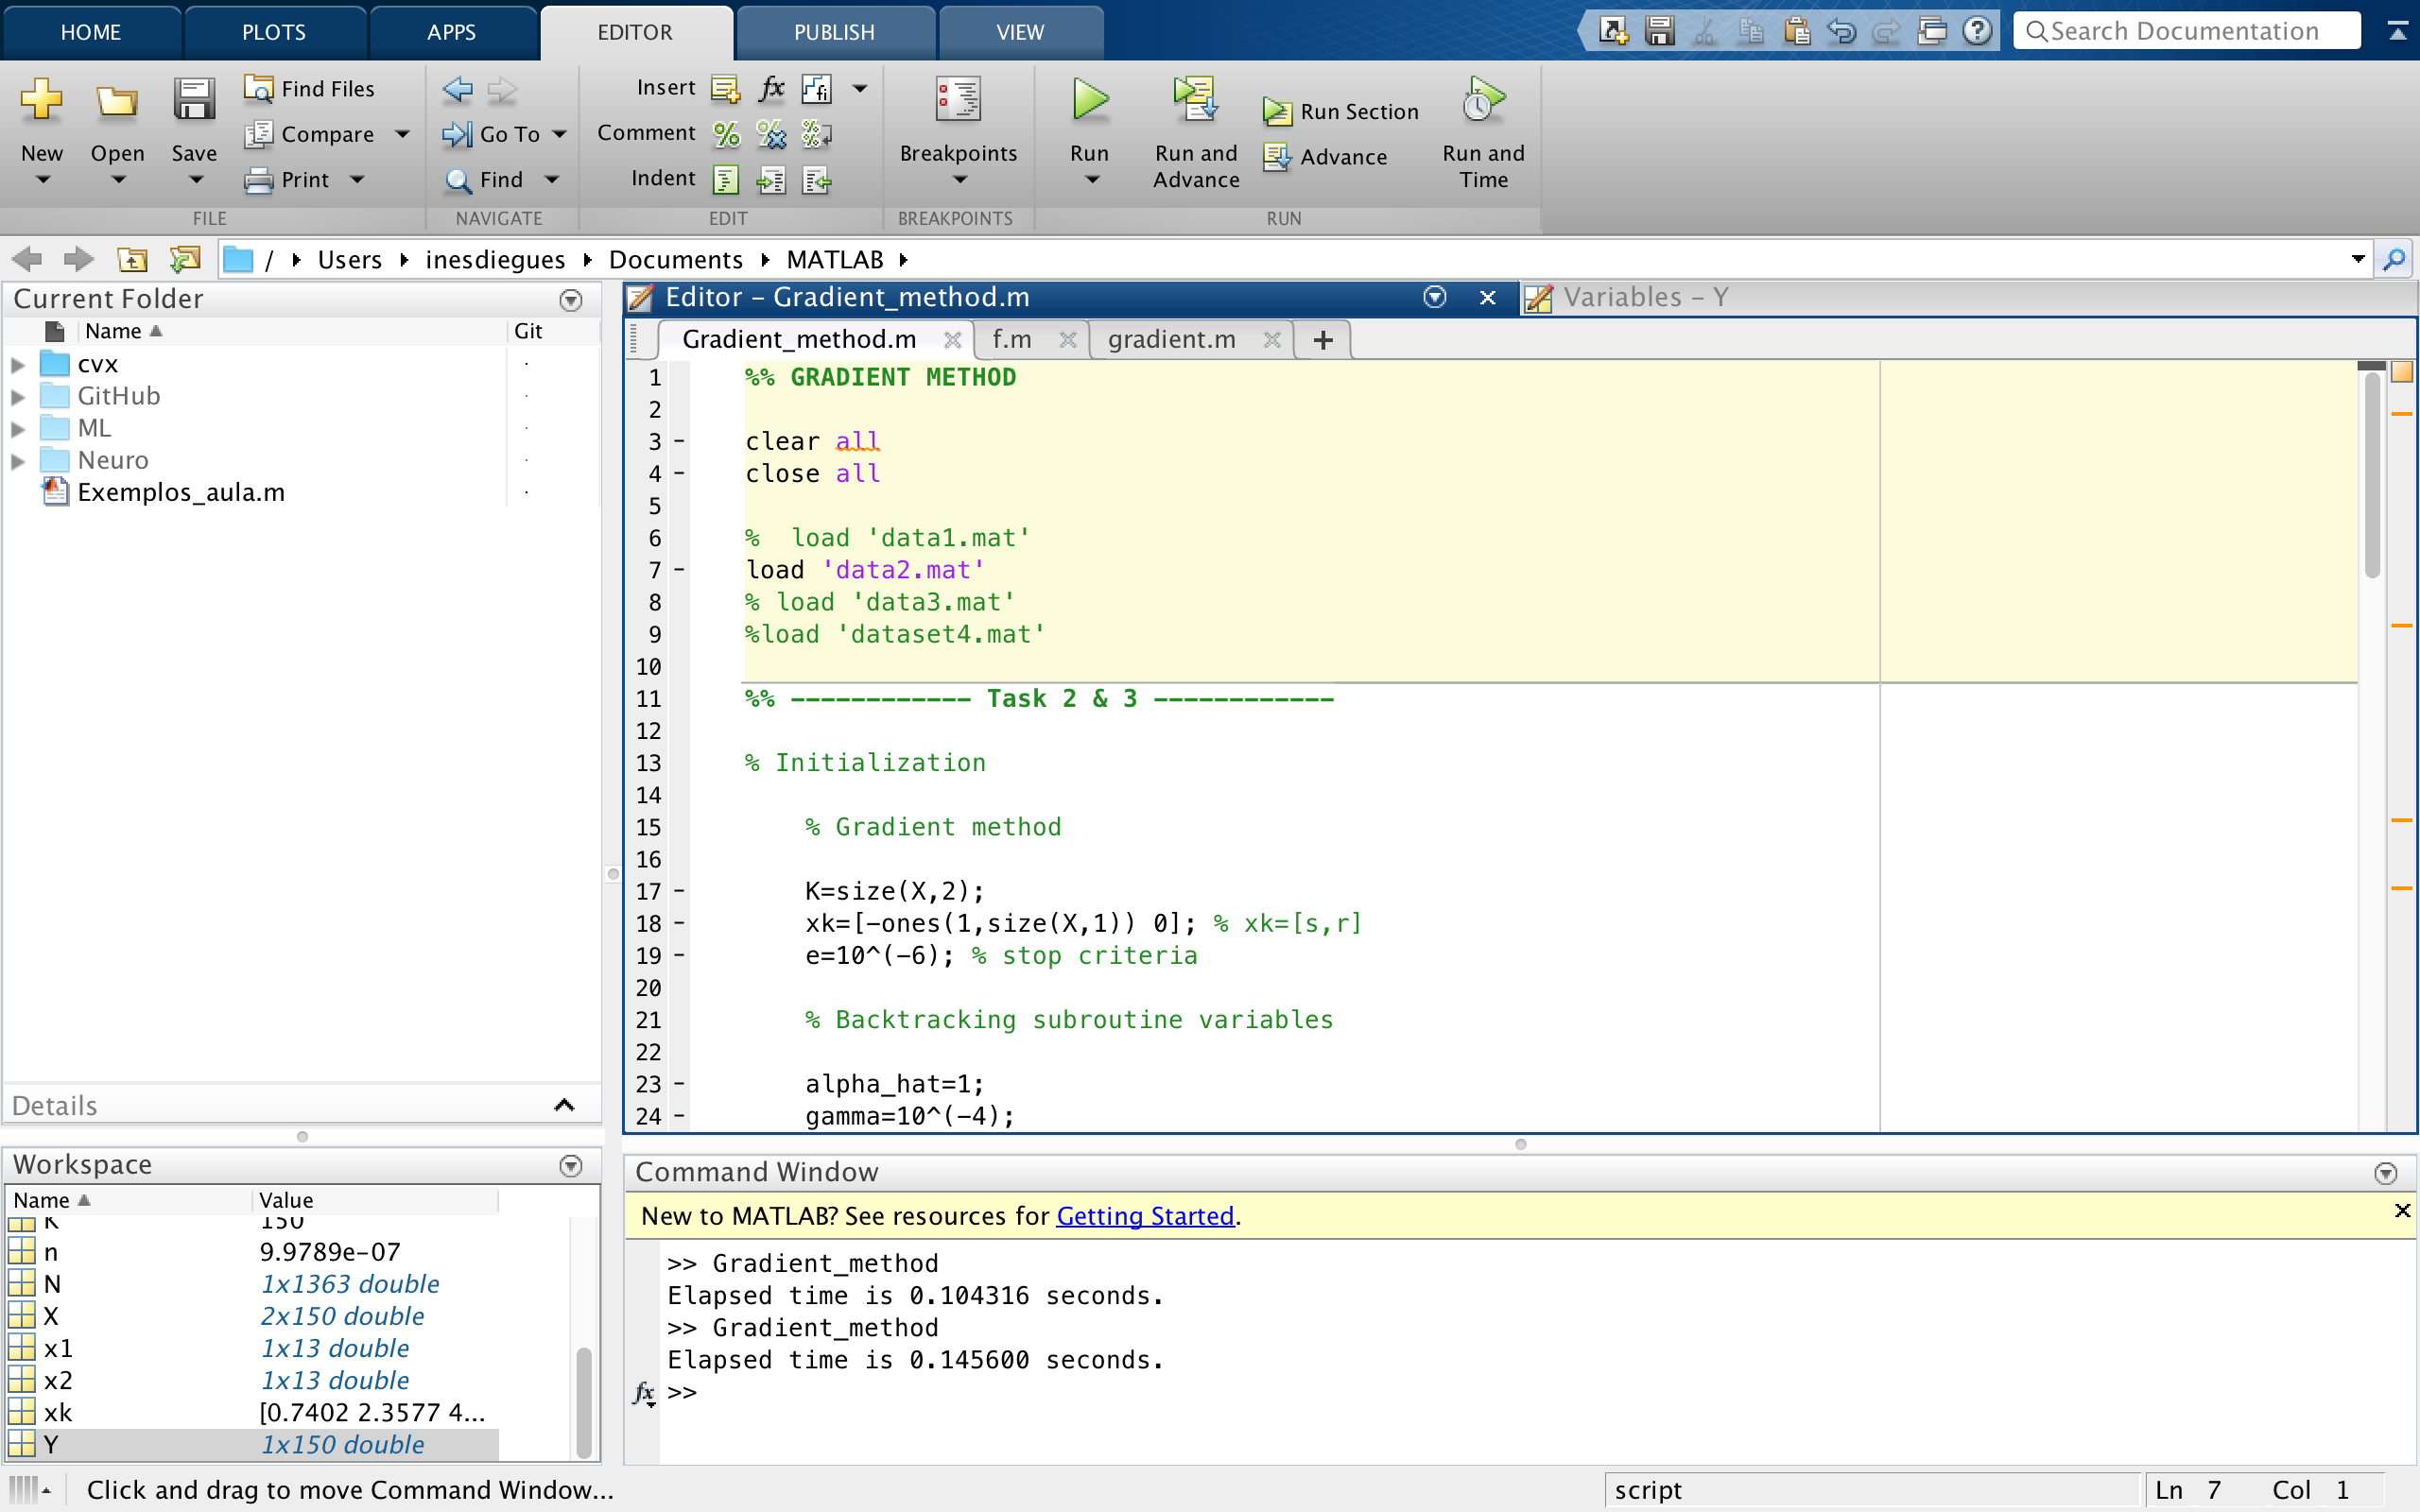 HOME PLOTS APPS EDITOR PUBLISH VIEW
Search Documentation
New
Open
Save
Find Files
Compare
Print
FILE
Go To
Find
NAVIGATE
Insert
fx
fi
Comment
Indent
EDIT
Breakpoints
BREAKPOINTS
Run
Run and
Advance
Run Section
Advance
Run and
Time
RUN
/ Users inesdiegues Documents MATLAB
Current Folder
Name Git
cvx
GitHub
ML
Neuro
Exemplos_aula.m
Details
Workspace
Name Value
K 150
n 9.9789e-07
N 1x1363 double
X 2x150 double
x1 1x13 double
x2 1x13 double
xk [0.7402 2.3577 4...
Y 1x150 double
Editor – Gradient_method.m
Variables – Y
Gradient_method.m f.m gradient.m +
1 %% GRADIENT METHOD
2
3 – clear all
4 – close all
5
6 %  load 'data1.mat'
7 – load 'data2.mat'
8 % load 'data3.mat'
9 %load 'dataset4.mat'
10
11 %% ------------ Task 2 & 3 ------------
12
13 % Initialization
14
15 % Gradient method
16
17 – K=size(X,2);
18 – xk=[-ones(1,size(X,1)) 0]; % xk=[s,r]
19 – e=10^(-6); % stop criteria
20
21 % Backtracking subroutine variables
22
23 – alpha_hat=1;
24 – gamma=10^(-4);
Command Window
New to MATLAB? See resources for Getting Started.
>> Gradient_method
Elapsed time is 0.104316 seconds.
>> Gradient_method
Elapsed time is 0.145600 seconds.
fx >>
Click and drag to move Command Window...
script
Ln 7 Col 1